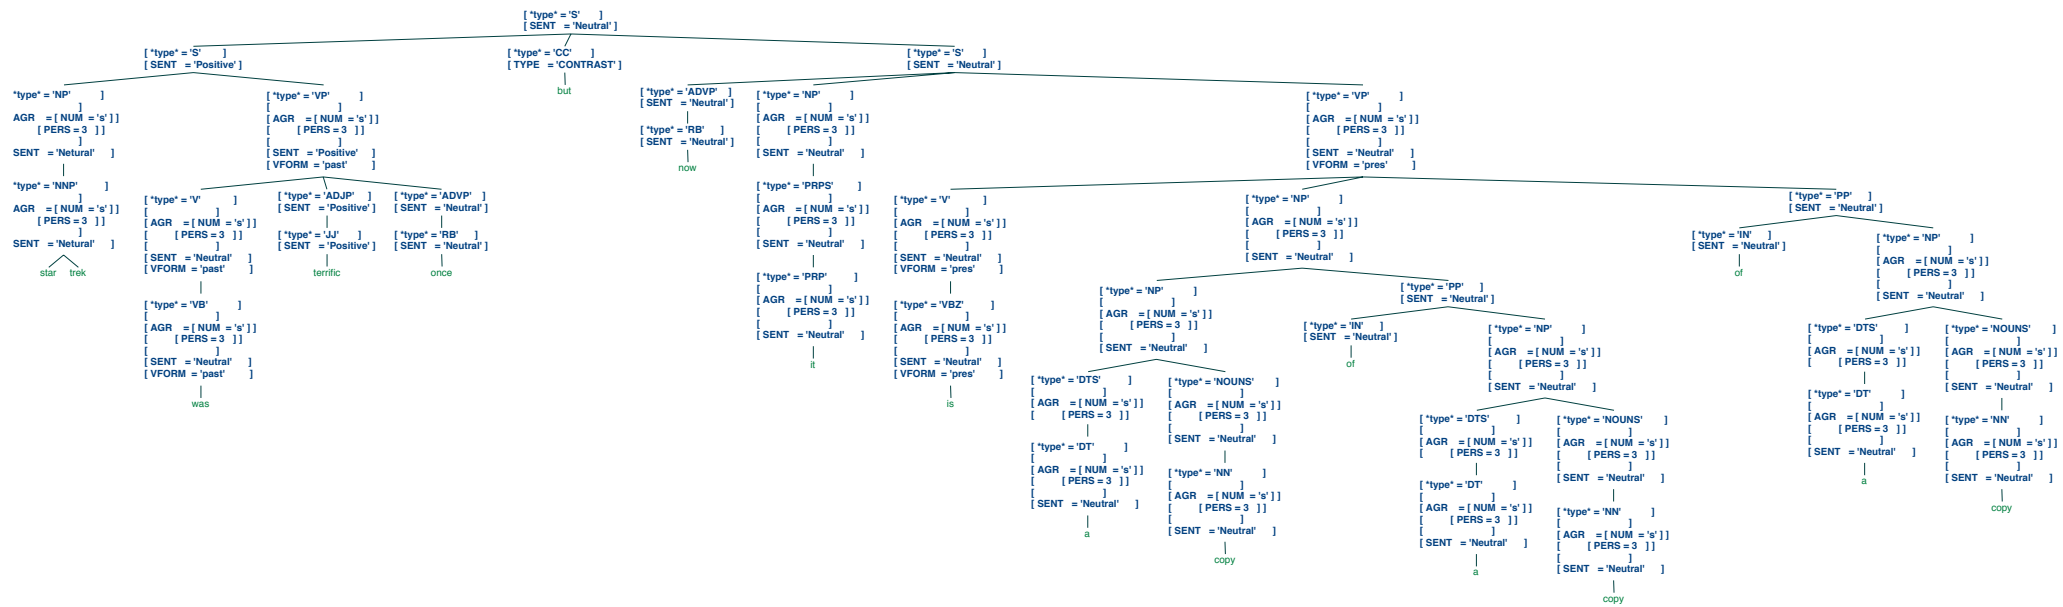 [ *type* = 'S' ]
[ SENT = 'Neutral' ]
[ *type* = 'S' ]
[ SENT = 'Positive' ]
[ *type* = 'CC' ]
[ TYPE = 'CONTRAST' ]
but
[ *type* = 'S' ]
[ SENT = 'Neutral' ]
*type* = 'NP' ]
]
AGR = [ NUM = 's' ] ]
[ PERS = 3 ] ]
]
SENT = 'Netural' ]
*type* = 'NNP' ]
]
AGR = [ NUM = 's' ] ]
[ PERS = 3 ] ]
]
SENT = 'Netural' ]
star trek
[ *type* = 'VP' ]
[ ]
[ AGR = [ NUM = 's' ] ]
[ [ PERS = 3 ] ]
[ ]
[ SENT = 'Positive' ]
[ VFORM = 'past' ]
[ *type* = 'V' ]
[ ]
[ AGR = [ NUM = 's' ] ]
[ [ PERS = 3 ] ]
[ ]
[ SENT = 'Neutral' ]
[ VFORM = 'past' ]
[ *type* = 'VB' ]
[ ]
[ AGR = [ NUM = 's' ] ]
[ [ PERS = 3 ] ]
[ ]
[ SENT = 'Neutral' ]
[ VFORM = 'past' ]
was
[ *type* = 'ADJP' ]
[ SENT = 'Positive' ]
[ *type* = 'JJ' ]
[ SENT = 'Positive' ]
terrific
[ *type* = 'ADVP' ]
[ SENT = 'Neutral' ]
[ *type* = 'RB' ]
[ SENT = 'Neutral' ]
once
[ *type* = 'ADVP' ]
[ SENT = 'Neutral' ]
[ *type* = 'RB' ]
[ SENT = 'Neutral' ]
now
[ *type* = 'NP' ]
[ ]
[ AGR = [ NUM = 's' ] ]
[ [ PERS = 3 ] ]
[ ]
[ SENT = 'Neutral' ]
[ *type* = 'PRPS' ]
[ ]
[ AGR = [ NUM = 's' ] ]
[ [ PERS = 3 ] ]
[ ]
[ SENT = 'Neutral' ]
[ *type* = 'PRP' ]
[ ]
[ AGR = [ NUM = 's' ] ]
[ [ PERS = 3 ] ]
[ ]
[ SENT = 'Neutral' ]
it
[ *type* = 'VP' ]
[ ]
[ AGR = [ NUM = 's' ] ]
[ [ PERS = 3 ] ]
[ ]
[ SENT = 'Neutral' ]
[ VFORM = 'pres' ]
[ *type* = 'V' ]
[ ]
[ AGR = [ NUM = 's' ] ]
[ [ PERS = 3 ] ]
[ ]
[ SENT = 'Neutral' ]
[ VFORM = 'pres' ]
[ *type* = 'VBZ' ]
[ ]
[ AGR = [ NUM = 's' ] ]
[ [ PERS = 3 ] ]
[ ]
[ SENT = 'Neutral' ]
[ VFORM = 'pres' ]
is
[ *type* = 'NP' ]
[ ]
[ AGR = [ NUM = 's' ] ]
[ [ PERS = 3 ] ]
[ ]
[ SENT = 'Neutral' ]
[ *type* = 'NP' ]
[ ]
[ AGR = [ NUM = 's' ] ]
[ [ PERS = 3 ] ]
[ ]
[ SENT = 'Neutral' ]
[ *type* = 'DTS' ]
[ ]
[ AGR = [ NUM = 's' ] ]
[ [ PERS = 3 ] ]
[ *type* = 'DT' ]
[ ]
[ AGR = [ NUM = 's' ] ]
[ [ PERS = 3 ] ]
[ ]
[ SENT = 'Neutral' ]
a
[ *type* = 'NOUNS' ]
[ ]
[ AGR = [ NUM = 's' ] ]
[ [ PERS = 3 ] ]
[ ]
[ SENT = 'Neutral' ]
[ *type* = 'NN' ]
[ ]
[ AGR = [ NUM = 's' ] ]
[ [ PERS = 3 ] ]
[ ]
[ SENT = 'Neutral' ]
copy
[ *type* = 'PP' ]
[ SENT = 'Neutral' ]
[ *type* = 'IN' ]
[ SENT = 'Neutral' ]
of
[ *type* = 'NP' ]
[ ]
[ AGR = [ NUM = 's' ] ]
[ [ PERS = 3 ] ]
[ ]
[ SENT = 'Neutral' ]
[ *type* = 'DTS' ]
[ ]
[ AGR = [ NUM = 's' ] ]
[ [ PERS = 3 ] ]
[ *type* = 'DT' ]
[ ]
[ AGR = [ NUM = 's' ] ]
[ [ PERS = 3 ] ]
[ ]
[ SENT = 'Neutral' ]
a
[ *type* = 'NOUNS' ]
[ ]
[ AGR = [ NUM = 's' ] ]
[ [ PERS = 3 ] ]
[ ]
[ SENT = 'Neutral' ]
[ *type* = 'NN' ]
[ ]
[ AGR = [ NUM = 's' ] ]
[ [ PERS = 3 ] ]
[ ]
[ SENT = 'Neutral' ]
copy
[ *type* = 'PP' ]
[ SENT = 'Neutral' ]
[ *type* = 'IN' ]
[ SENT = 'Neutral' ]
of
[ *type* = 'NP' ]
[ ]
[ AGR = [ NUM = 's' ] ]
[ [ PERS = 3 ] ]
[ ]
[ SENT = 'Neutral' ]
[ *type* = 'DTS' ]
[ ]
[ AGR = [ NUM = 's' ] ]
[ [ PERS = 3 ] ]
[ *type* = 'DT' ]
[ ]
[ AGR = [ NUM = 's' ] ]
[ [ PERS = 3 ] ]
[ ]
[ SENT = 'Neutral' ]
a
[ *type* = 'NOUNS' ]
[ ]
[ AGR = [ NUM = 's' ] ]
[ [ PERS = 3 ] ]
[ ]
[ SENT = 'Neutral' ]
[ *type* = 'NN' ]
[ ]
[ AGR = [ NUM = 's' ] ]
[ [ PERS = 3 ] ]
[ ]
[ SENT = 'Neutral' ]
copy